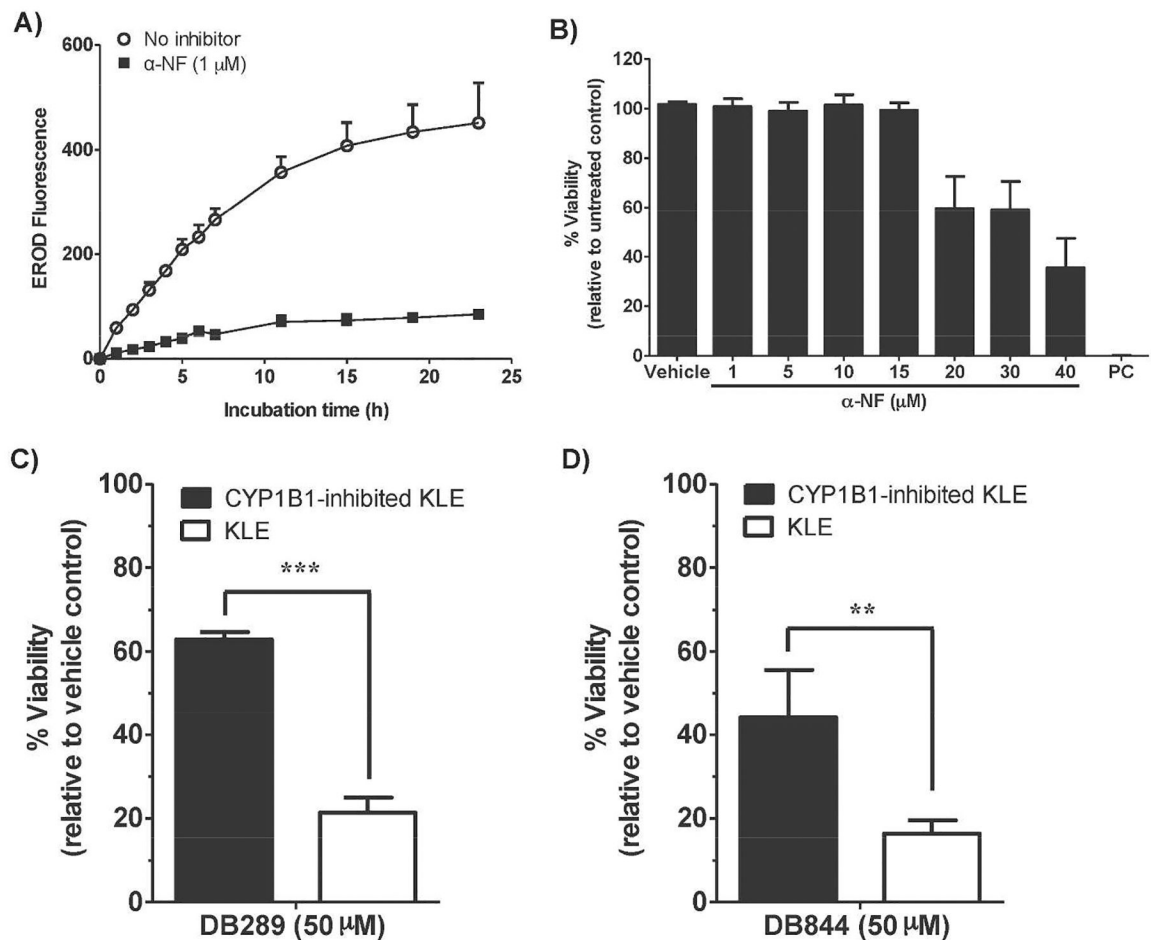 A)
No inhibitor
α-NF (1 μM)
600
400
200
0
EROD Fluorescence
0 5 10 15 20 25
Incubation time (h)
B)
120
100
80
60
40
20
0
% Viability
(relative to untreated control)
Vehicle 1 5 10 15 20 30 40 PC
α-NF (μM)
C)
100
80
60
40
20
0
% Viability
(relative to vehicle control)
CYP1B1-inhibited KLE
KLE
***
DB289 (50 μM)
D)
100
80
60
40
20
0
% Viability
(relative to vehicle control)
CYP1B1-inhibited KLE
KLE
**
DB844 (50 μM)